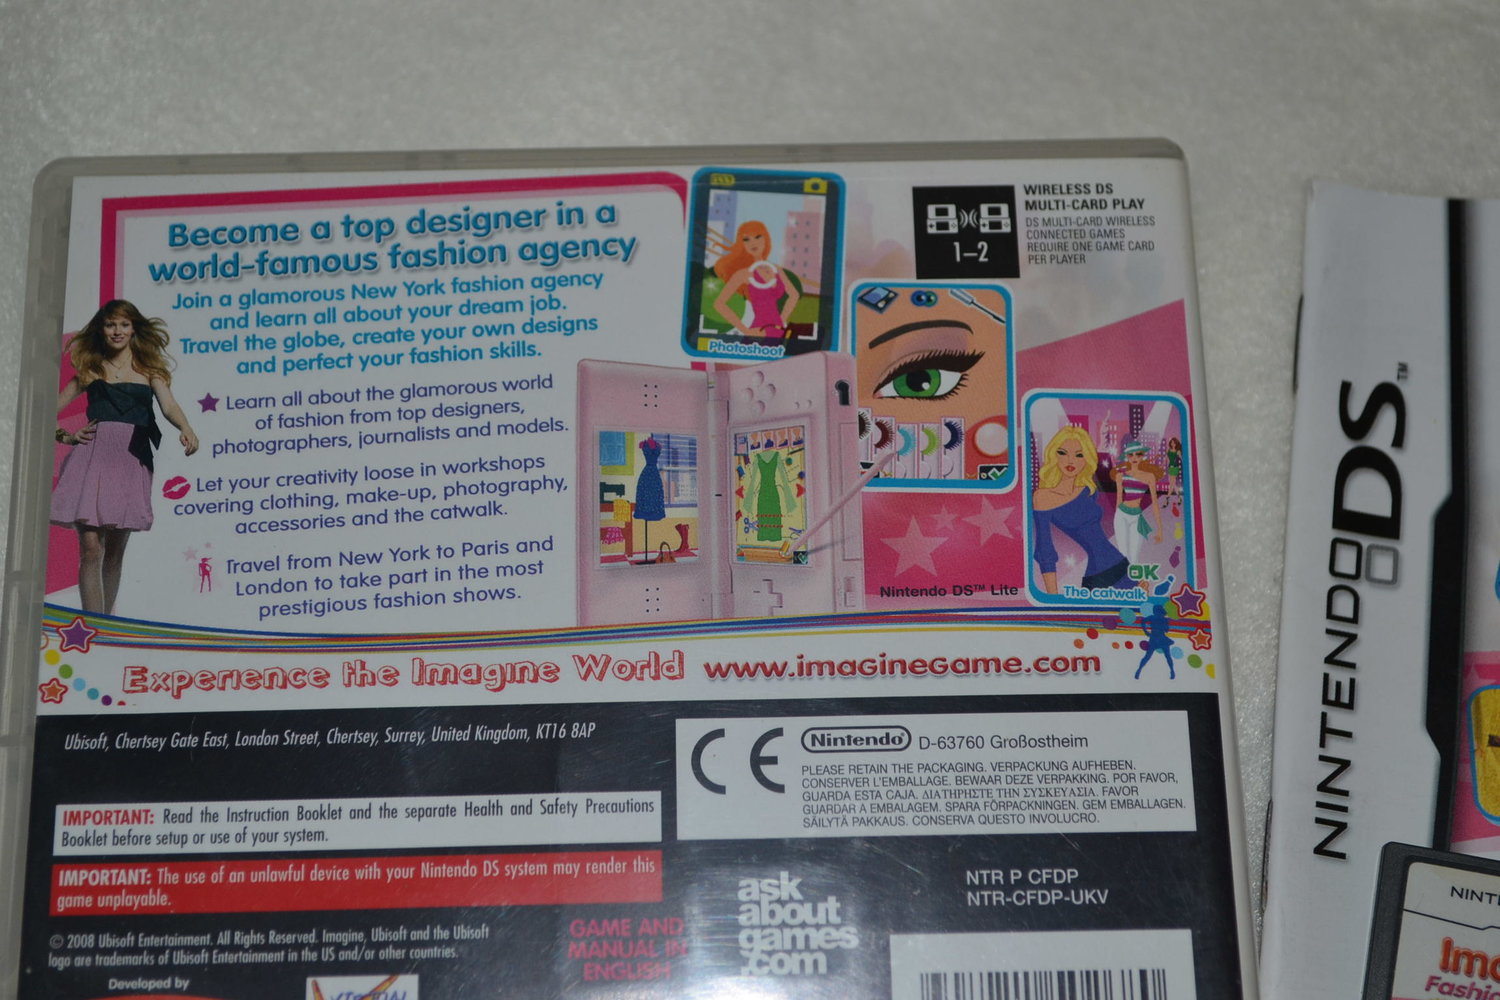 Become a top designer in a
world-famous fashion agency
Join a glamorous New York fashion agency
and learn all about your dream job.
Travel the globe, create your own designs
and perfect your fashion skills.
Learn all about the glamorous world
of fashion from top designers,
photographers, journalists and models.
Let your creativity loose in workshops
covering clothing, make-up, photography,
accessories and the catwalk.
Travel from New York to Paris and
London to take part in the most
prestigious fashion shows.
Photoshoot
1–2
WIRELESS DS
MULTI-CARD PLAY
DS MULTI-CARD WIRELESS
CONNECTED GAMES
REQUIRE ONE GAME CARD
PER PLAYER
Nintendo DS™ Lite
OK
The catwalk
Experience the Imagine World www.imaginegame.com
Ubisoft, Chertsey Gate East, London Street, Chertsey, Surrey, United Kingdom, KT16 8AP
IMPORTANT: Read the Instruction Booklet and the separate Health and Safety Precautions
Booklet before setup or use of your system.
IMPORTANT: The use of an unlawful device with your Nintendo DS system may render this
game unplayable.
© 2008 Ubisoft Entertainment. All Rights Reserved. Imagine, Ubisoft and the Ubisoft
logo are trademarks of Ubisoft Entertainment in the US and/or other countries.
Developed by
GAME AND
MANUAL IN
ENGLISH
CE
Nintendo D-63760 Großostheim
PLEASE RETAIN THE PACKAGING. VERPACKUNG AUFHEBEN.
CONSERVER L'EMBALLAGE. BEWAAR DEZE VERPAKKING. POR FAVOR,
GUARDA ESTA CAJA. ΔΙΑΤΗΡΗΣΤΕ ΤΗΝ ΣΥΣΚΕΥΑΣΙΑ. FAVOR
GUARDAR A EMBALAGEM. SPARA FÖRPACKNINGEN. GEM EMBALLAGEN.
SÄILYTÄ PAKKAUS. CONSERVA QUESTO INVOLUCRO.
ask
about
games
.com
NTR P CFDP
NTR-CFDP-UKV
NINTENDO DS™